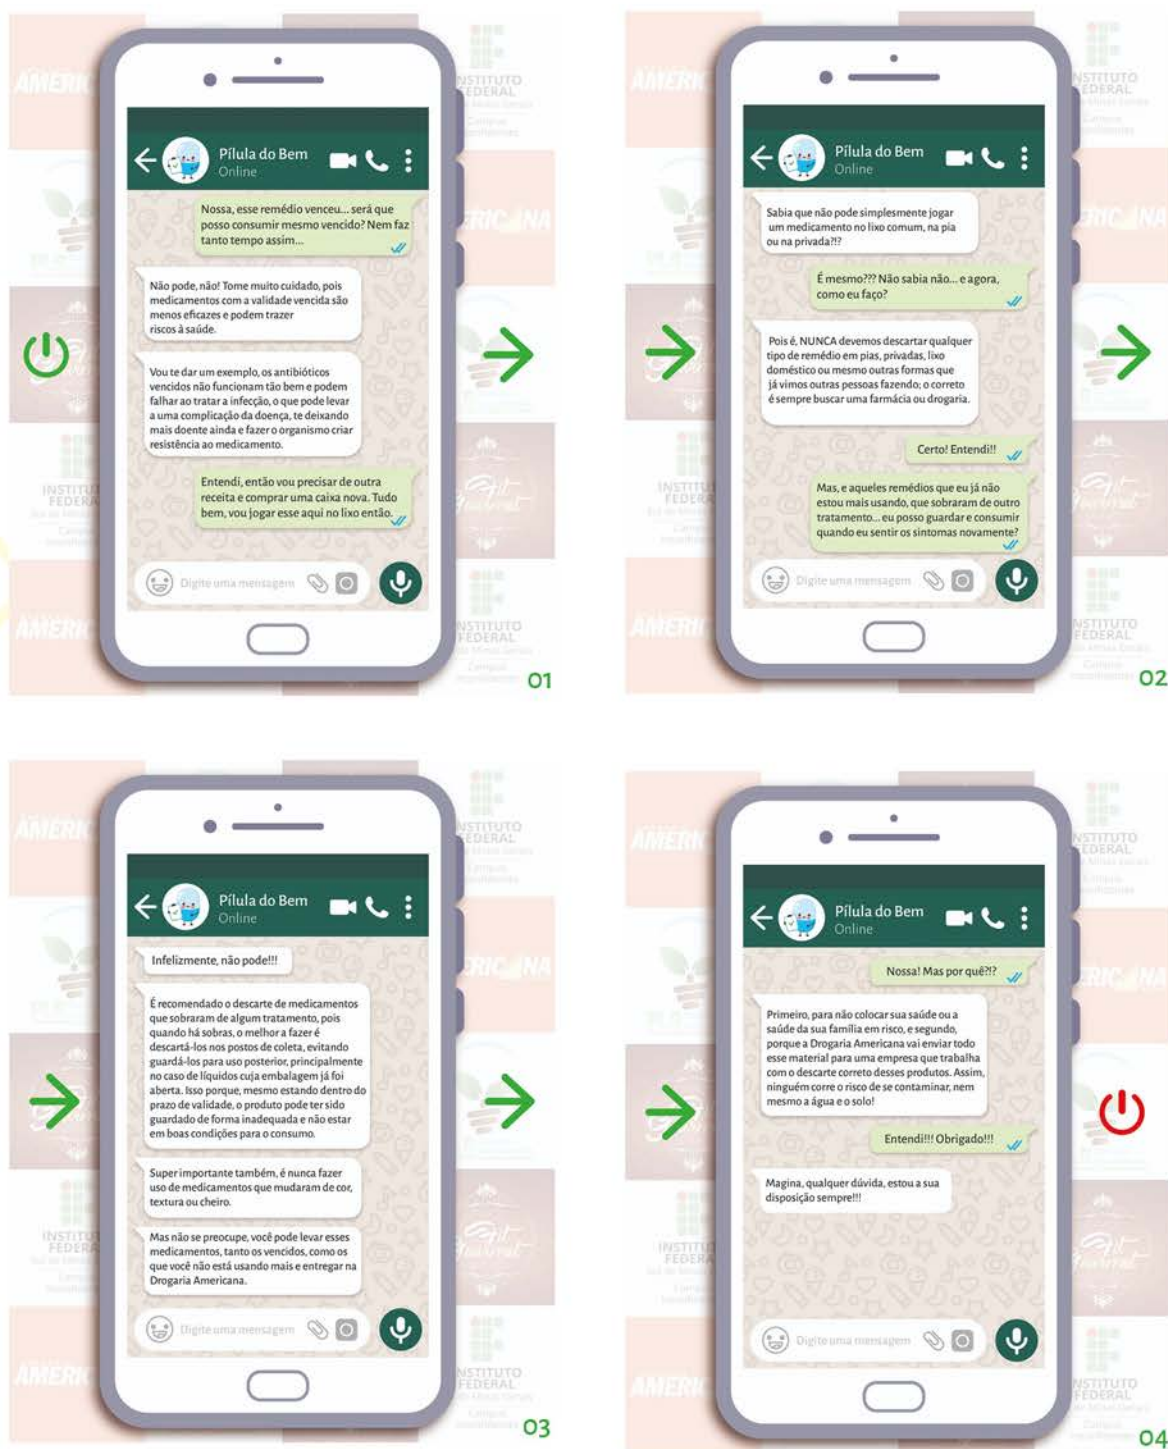 Pílula do Bem
Online
Nossa, esse remédio venceu... será que
posso consumir mesmo vencido? Nem faz
tanto tempo assim...
Não pode, não! Tome muito cuidado, pois
medicamentos com a validade vencida são
menos eficazes e podem trazer
riscos à saúde.
Vou te dar um exemplo, os antibióticos
vencidos não funcionam tão bem e podem
falhar ao tratar a infecção, o que pode levar
a uma complicação da doença, te deixando
mais doente ainda e fazer o organismo criar
resistência ao medicamento.
Entendi, então vou precisar de outra
receita e comprar uma caixa nova. Tudo
bem, vou jogar esse aqui no lixo então.
Digite uma mensagem
01
Pílula do Bem
Online
Sabia que não pode simplesmente jogar
um medicamento no lixo comum, na pia
ou na privada?!?
É mesmo??? Não sabia não... e agora,
como eu faço?
Pois é, NUNCA devemos descartar qualquer
tipo de remédio em pias, privadas, lixo
doméstico ou mesmo outras formas que
já vimos outras pessoas fazendo; o correto
é sempre buscar uma farmácia ou drogaria.
Certo! Entendi!!
Mas, e aqueles remédios que eu já não
estou mais usando, que sobraram de outro
tratamento... eu posso guardar e consumir
quando eu sentir os sintomas novamente?
Digite uma mensagem
02
Pílula do Bem
Online
Infelizmente, não pode!!!
É recomendado o descarte de medicamentos
que sobraram de algum tratamento, pois
quando há sobras, o melhor a fazer é
descartá-los nos postos de coleta, evitando
guardá-los para uso posterior, principalmente
no caso de líquidos cuja embalagem já foi
aberta. Isso porque, mesmo estando dentro do
prazo de validade, o produto pode ter sido
guardado de forma inadequada e não estar
em boas condições para o consumo.
Super importante também, é nunca fazer
uso de medicamentos que mudaram de cor,
textura ou cheiro.
Mas não se preocupe, você pode levar esses
medicamentos, tanto os vencidos, como os
que você não está usando mais e entregar na
Drogaria Americana.
Digite uma mensagem
03
Pílula do Bem
Online
Nossa! Mas por quê?!?
Primeiro, para não colocar sua saúde ou a
saúde da sua família em risco, e segundo,
porque a Drogaria Americana vai enviar todo
esse material para uma empresa que trabalha
com o descarte correto desses produtos. Assim,
ninguém corre o risco de se contaminar, nem
mesmo a água e o solo!
Entendi!!! Obrigado!!!
Magina, qualquer dúvida, estou a sua
disposição sempre!!!
Digite uma mensagem
04